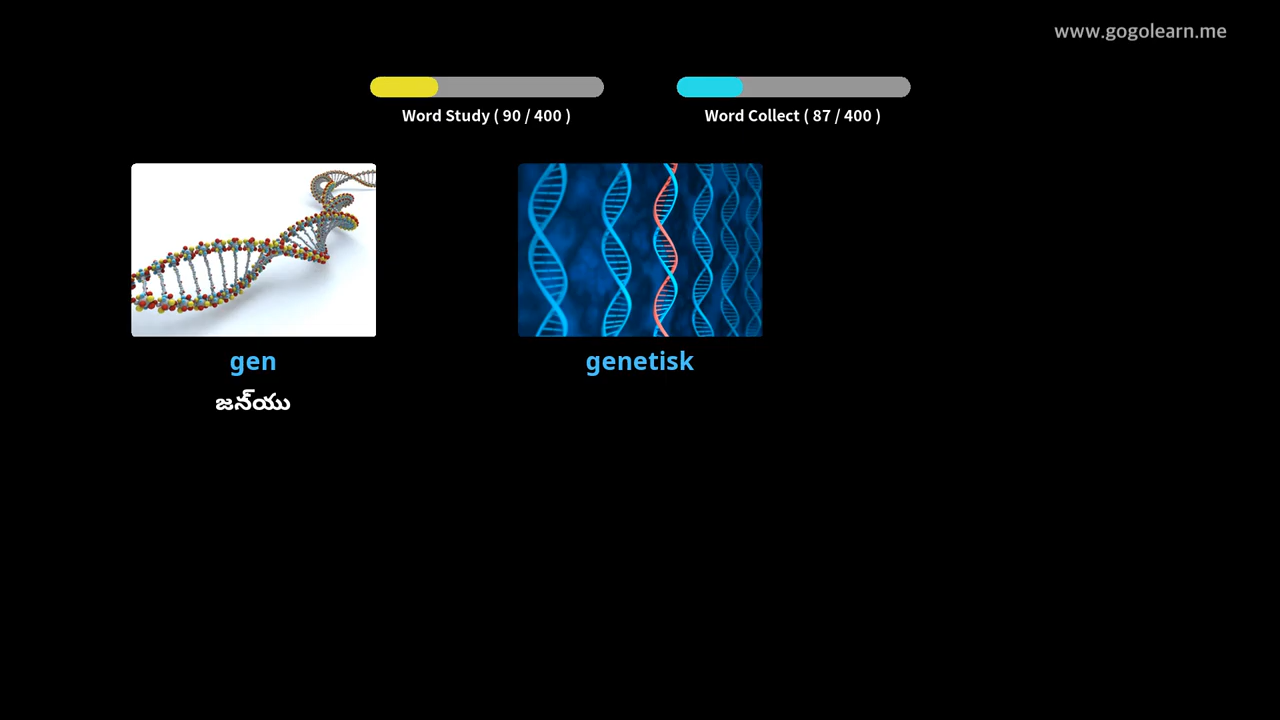 www.gogolearn.me
Word Study ( 90 / 400 )
Word Collect ( 87 / 400 )
gen
genetisk
జన్యు